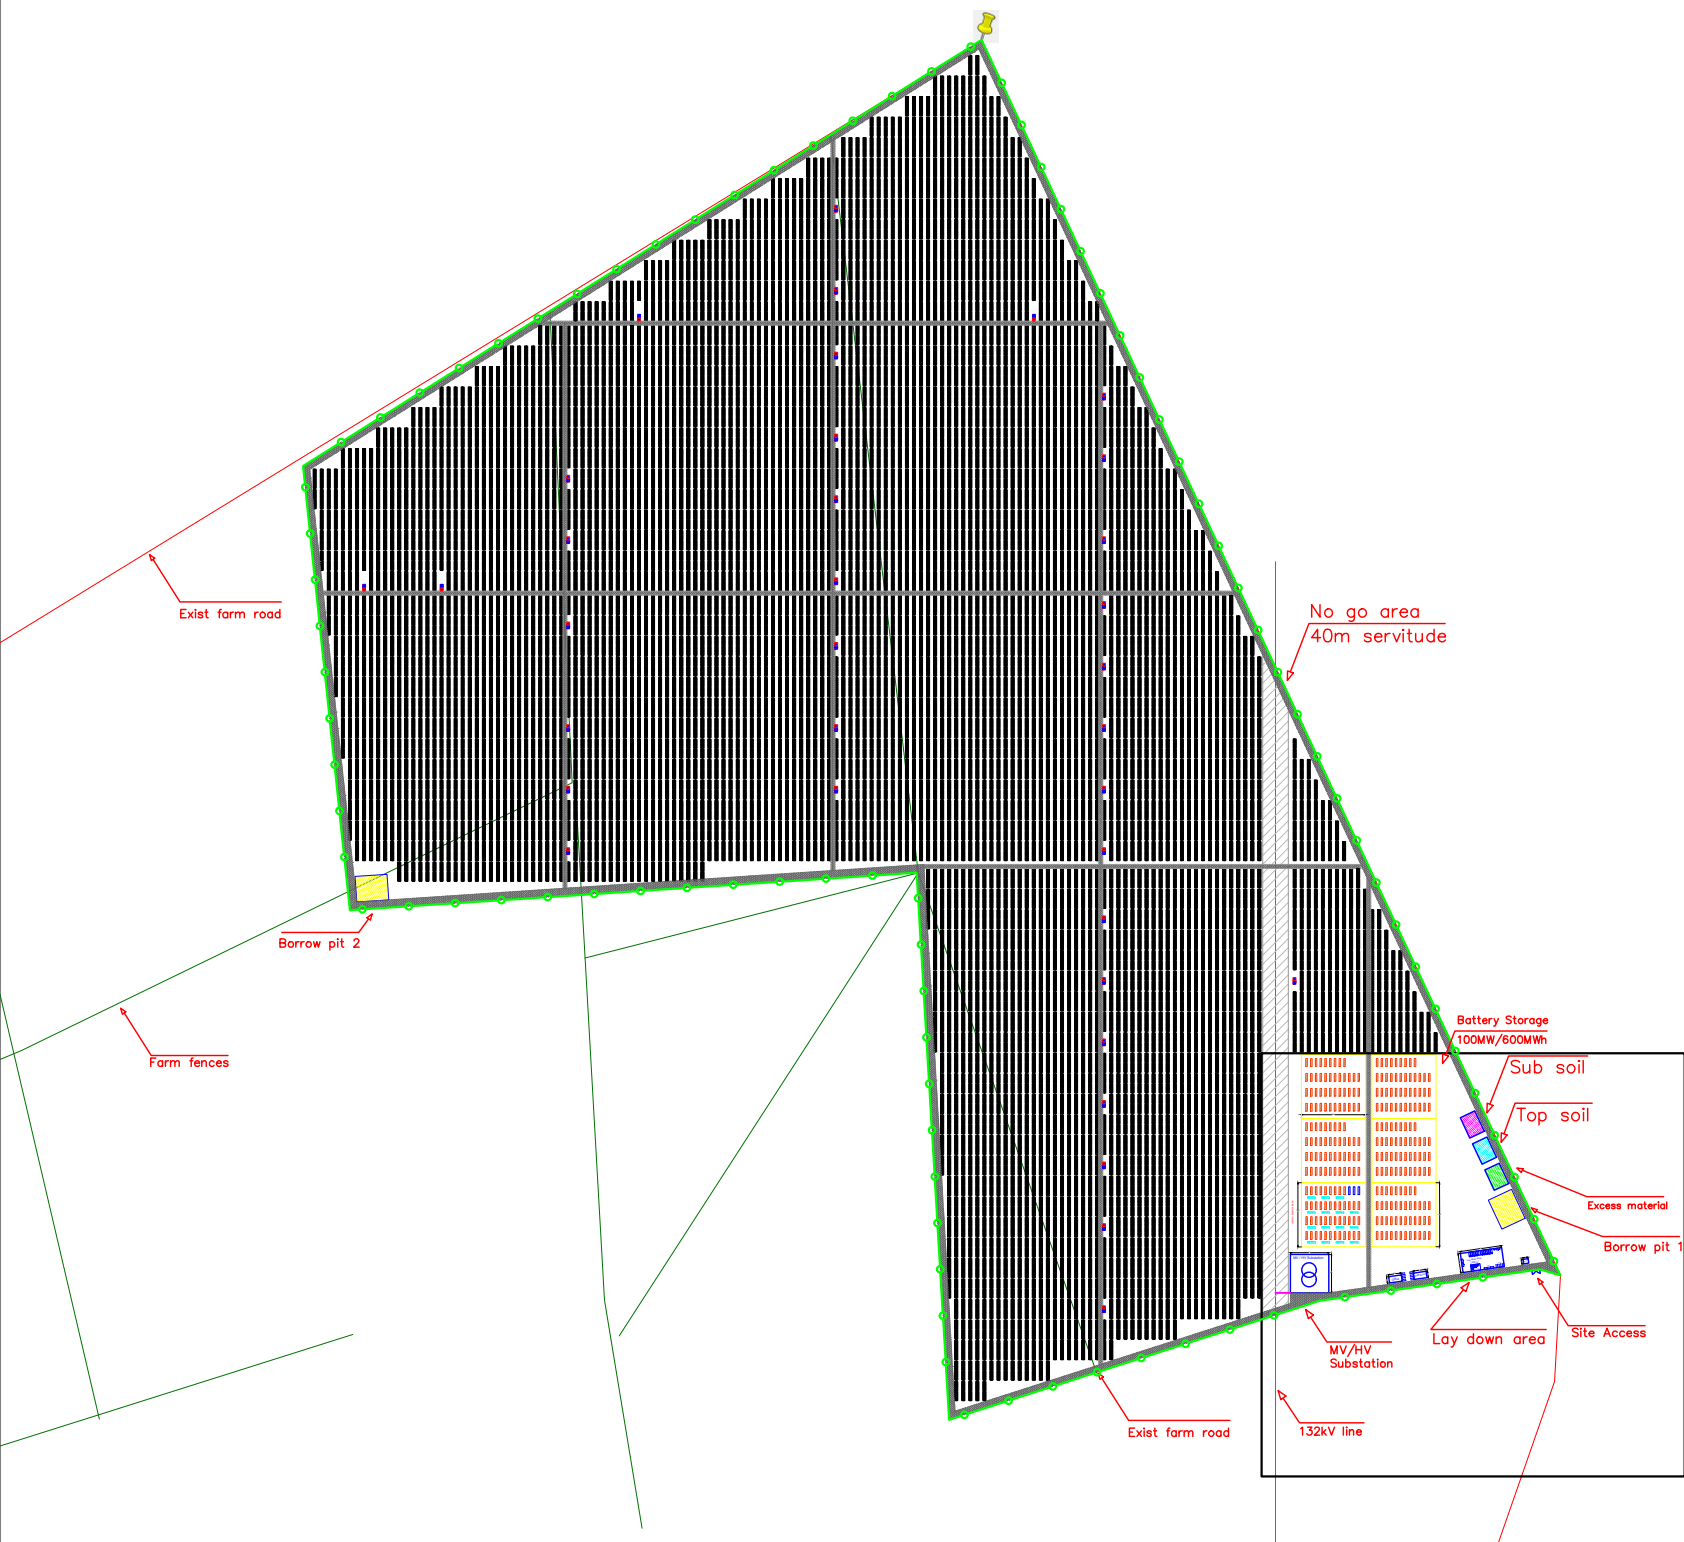 Exist farm road
No go area
40m servitude
Borrow pit 2
Farm fences
Battery Storage
100MW/600MWh
Sub soil
Top soil
Excess material
Borrow pit 1
Site Access
Lay down area
MV/HV
Substation
Exist farm road
132kV line